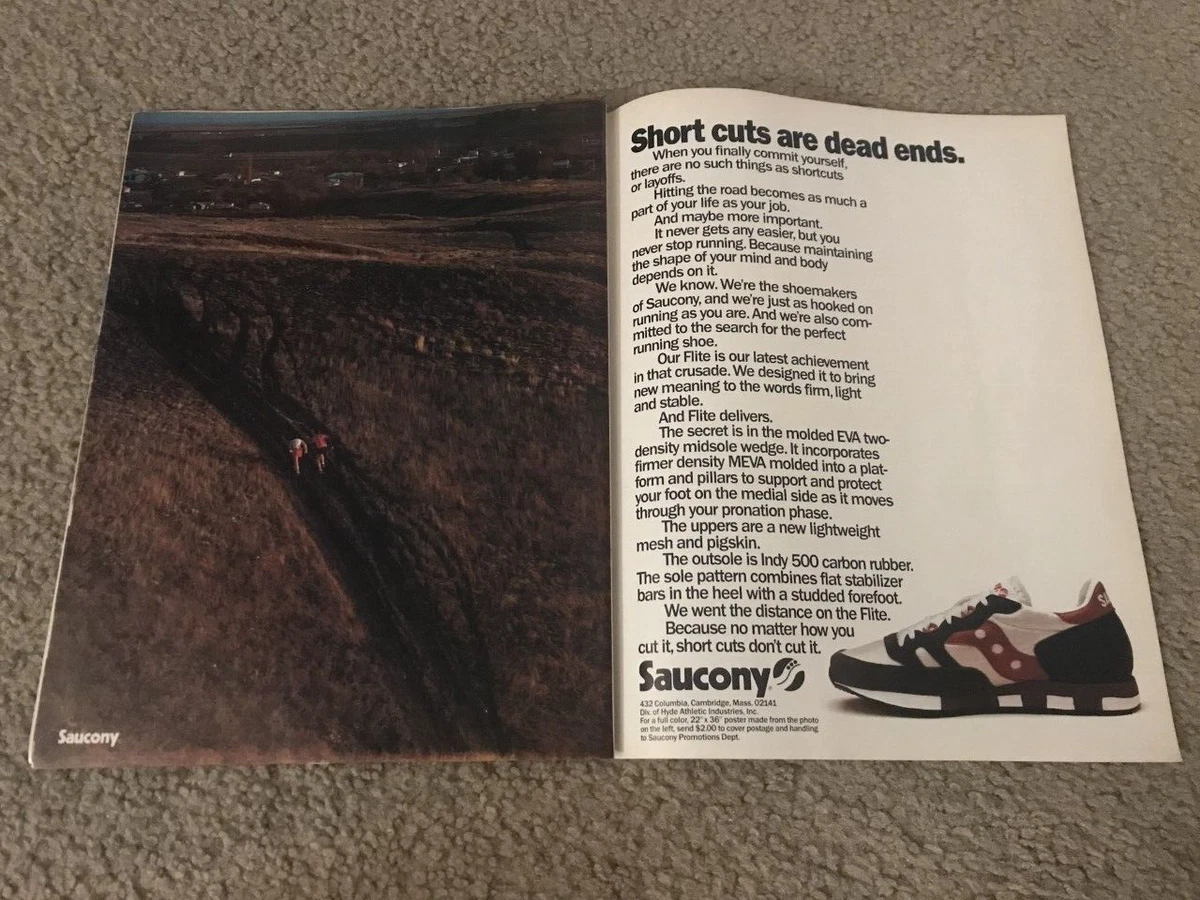 Saucony
Short cuts are dead ends.
When you finally commit yourself,
there are no such things as shortcuts
or layoffs.
Hitting the road becomes as much a
part of your life as your job.
And maybe more important.
It never gets any easier, but you
never stop running. Because maintaining
the shape of your mind and body
depends on it.
We know. We're the shoemakers
of Saucony, and we're just as hooked on
running as you are. And we're also com-
mitted to the search for the perfect
running shoe.
Our Flite is our latest achievement
in that crusade. We designed it to bring
new meaning to the words firm, light
and stable.
And Flite delivers.
The secret is in the molded EVA two-
density midsole wedge. It incorporates
firmer density MEVA molded into a plat-
form and pillars to support and protect
your foot on the medial side as it moves
through your pronation phase.
The uppers are a new lightweight
mesh and pigskin.
The outsole is Indy 500 carbon rubber.
The sole pattern combines flat stabilizer
bars in the heel with a studded forefoot.
We went the distance on the Flite.
Because no matter how you
cut it, short cuts don't cut it.
Saucony®
432 Columbia, Cambridge, Mass. 02141
Div. of Hyde Athletic Industries, Inc.
For a full color, 22" x 36" poster made from the photo
on the left, send $2.00 to cover postage and handling
to Saucony Promotions Dept.